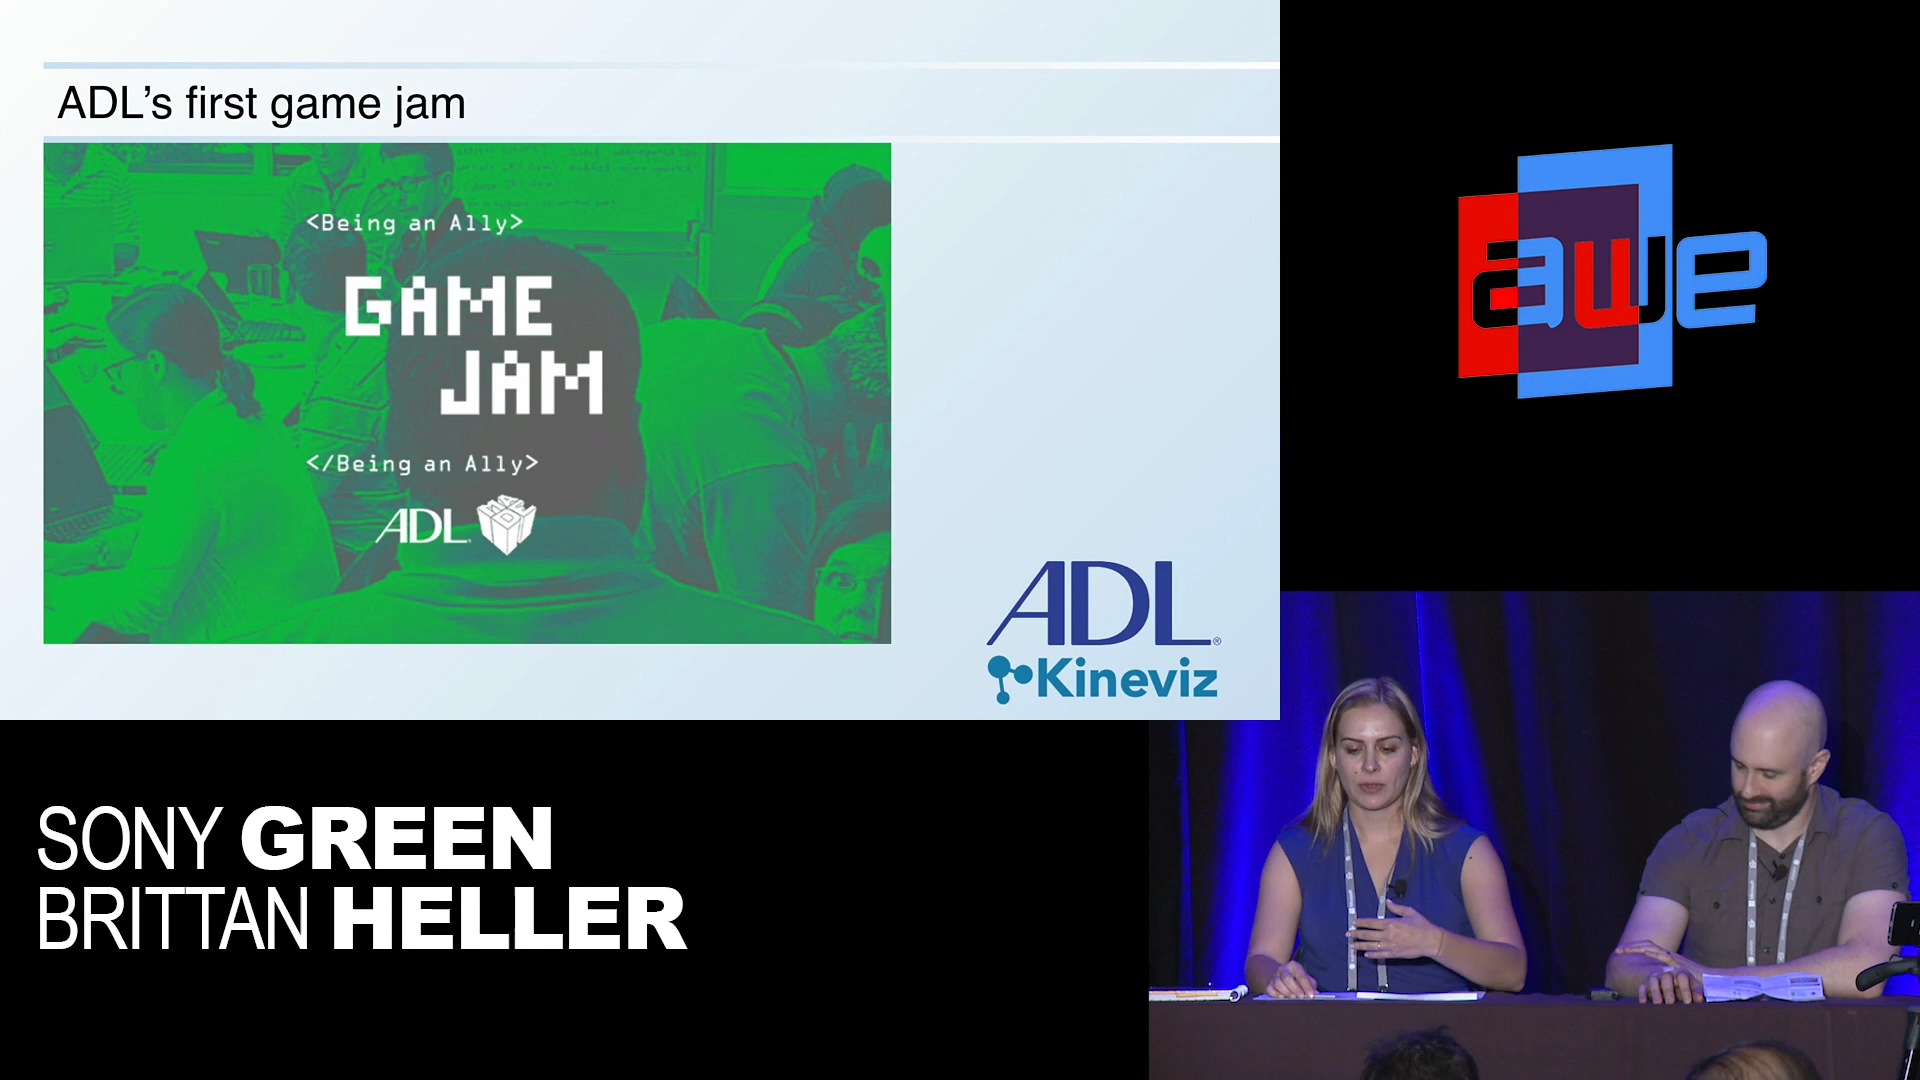 ADL’s first game jam
<Being an Ally>
GAME
JAM
</Being an Ally>
ADL
MADE
ADL®
Kineviz
awe
SONY GREEN
BRITTAN HELLER